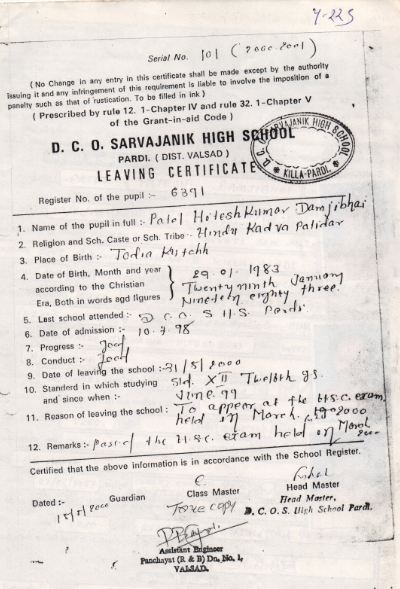 Y-225
Serial No. 101 (2000-2001)
(No Change in any entry in this certificate shall be made except by the authority
issuing it and any infringement of this requirement is liable to involve the imposition of a
penelty such as that of rustication. To be filled in ink)
(Prescribed by rule 12. 1-Chapter IV and rule 32. 1-Chapter V
of the Grant-in-aid Code)
D. C. O. SARVAJANIK HIGH SCHOOL
PARDI. (DIST. VALSAD)
LEAVING CERTIFICATE
D. C. O. SARVAJANIK HIGH SCHOOL
* KILLA-PARDI. *
Register No. of the pupil :- 6391
1. Name of the pupil in full :- Patel Hiteshkumar Damjibhai
2. Religion and Sch. Caste or Sch. Tribe :- Hindu Kadva Patidar
3. Place of Birth :- Todia Kutchh
4. Date of Birth, Month and year
according to the Christian
Era, Both in words and figures
29.01.1983
Twenty ninth January
Nineteen eighty three.
5. Last school attended :- D.C.O. S.H.S. Pardi.
6. Date of admission :- 10.7.98
7. Progress :- Good
8. Conduct :- Good
9. Date of leaving the school :- 31/5/2000
10. Standerd in which studying Std. XII Twelth gs.
and since when :- June 99
11. Reason of leaving the school : To appear at the H.S.C. exam
held in March. 2000
12. Remarks :- Passed the H.S.C. exam held in March
2000
Certified that the above information is in accordance with the School Register.
Dated :- Guardian Class Master Head Master
15/5/2000 True copy Head Master,
D. C. O. S. High School Pardi.
Assistant Engineer
Panchayat (R & B) Dn. No. 1,
VALSAD.